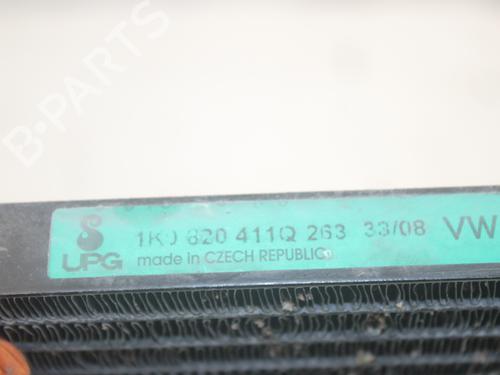 B-PARTS
1K0 820 411Q 263 33/08 VW
UPG made in CZECH REPUBLIC